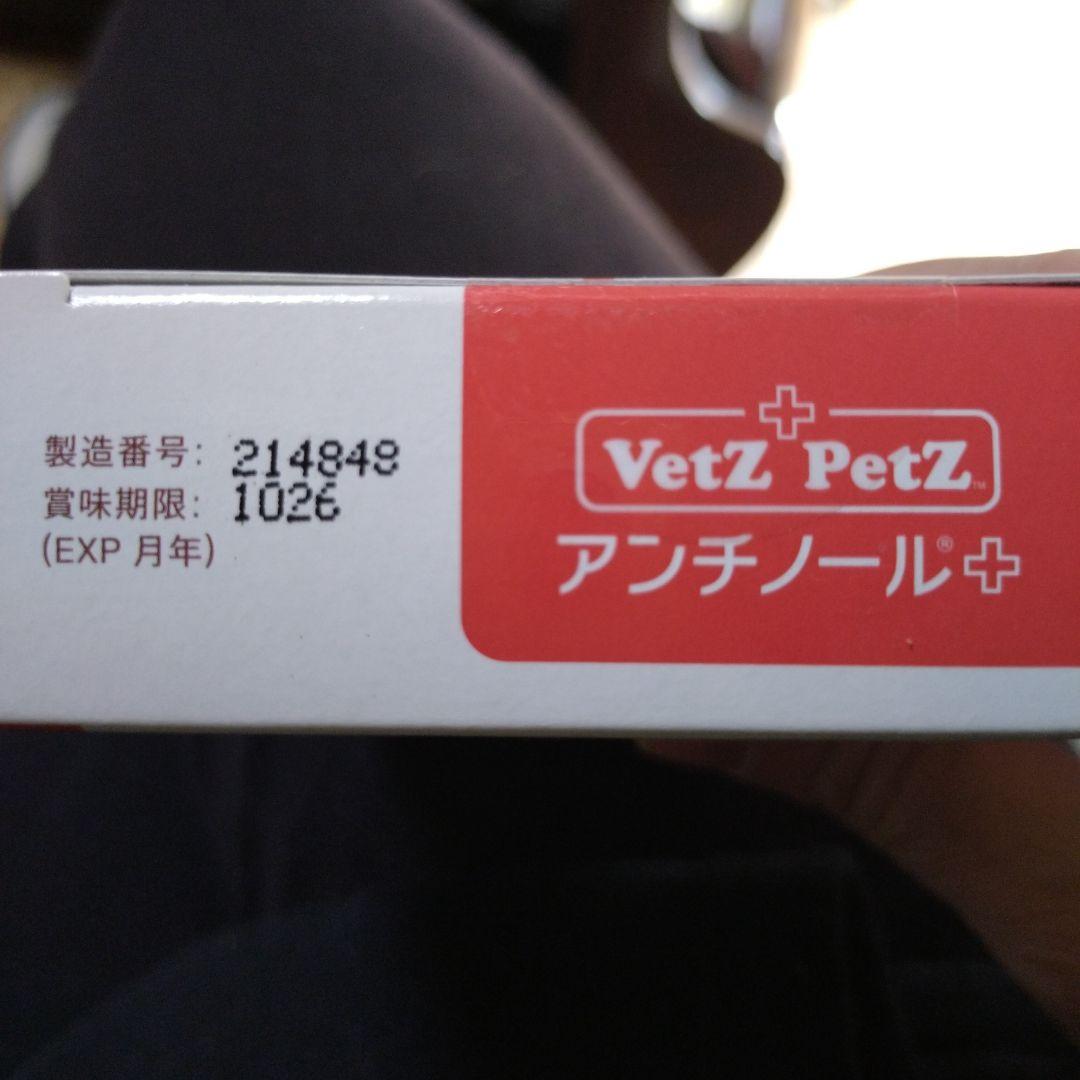 製造番号: 214848
賞味期限: 1026
(EXP 月年)
VetZ PetZ™
アンチノール®+